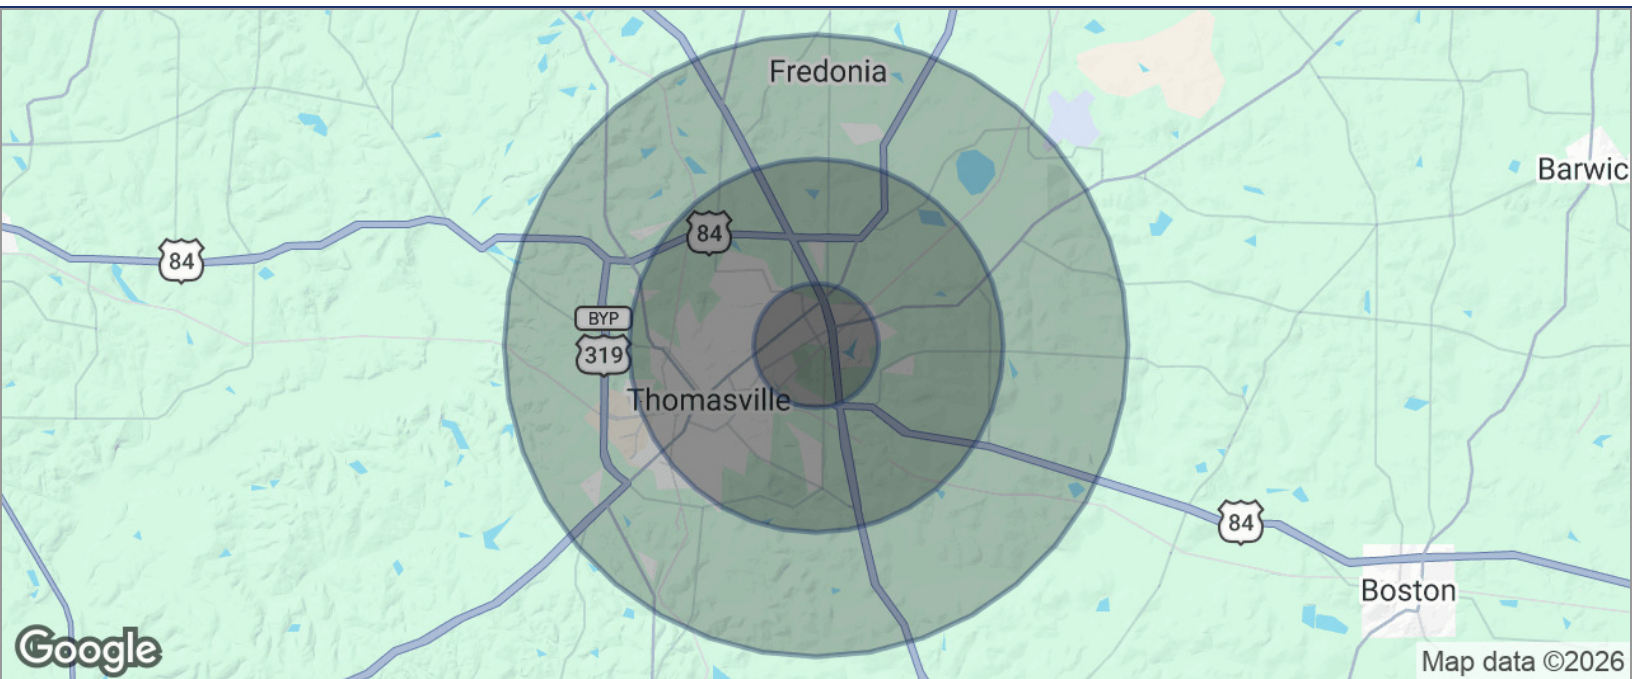 Fredonia
Barwic
84
84
BYP
319
Thomasville
84
Boston
Google
Map data ©2026